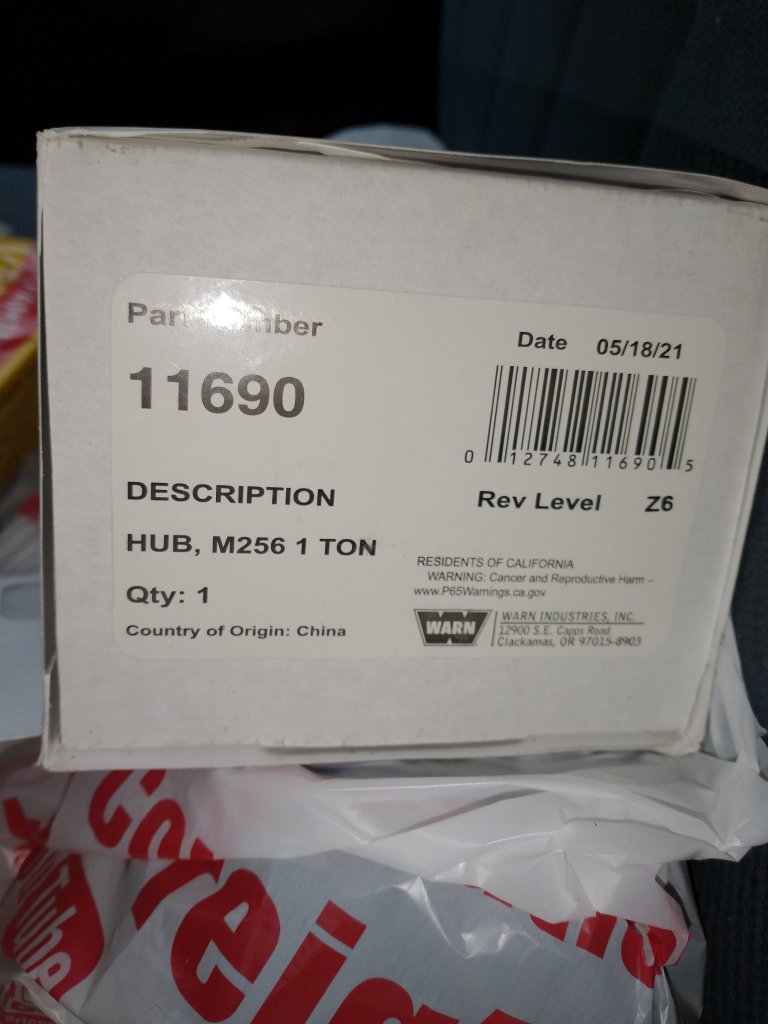 Part Number
11690
Date 05/18/21
0 12748 11690 5
DESCRIPTION
Rev Level Z6
HUB, M256 1 TON
Qty: 1
Country of Origin: China
RESIDENTS OF CALIFORNIA
WARNING: Cancer and Reproductive Harm –
www.P65Warnings.ca.gov
WARN
WARN INDUSTRIES, INC.
12900 S.E. Capps Road
Clackamas, OR 97015-8903